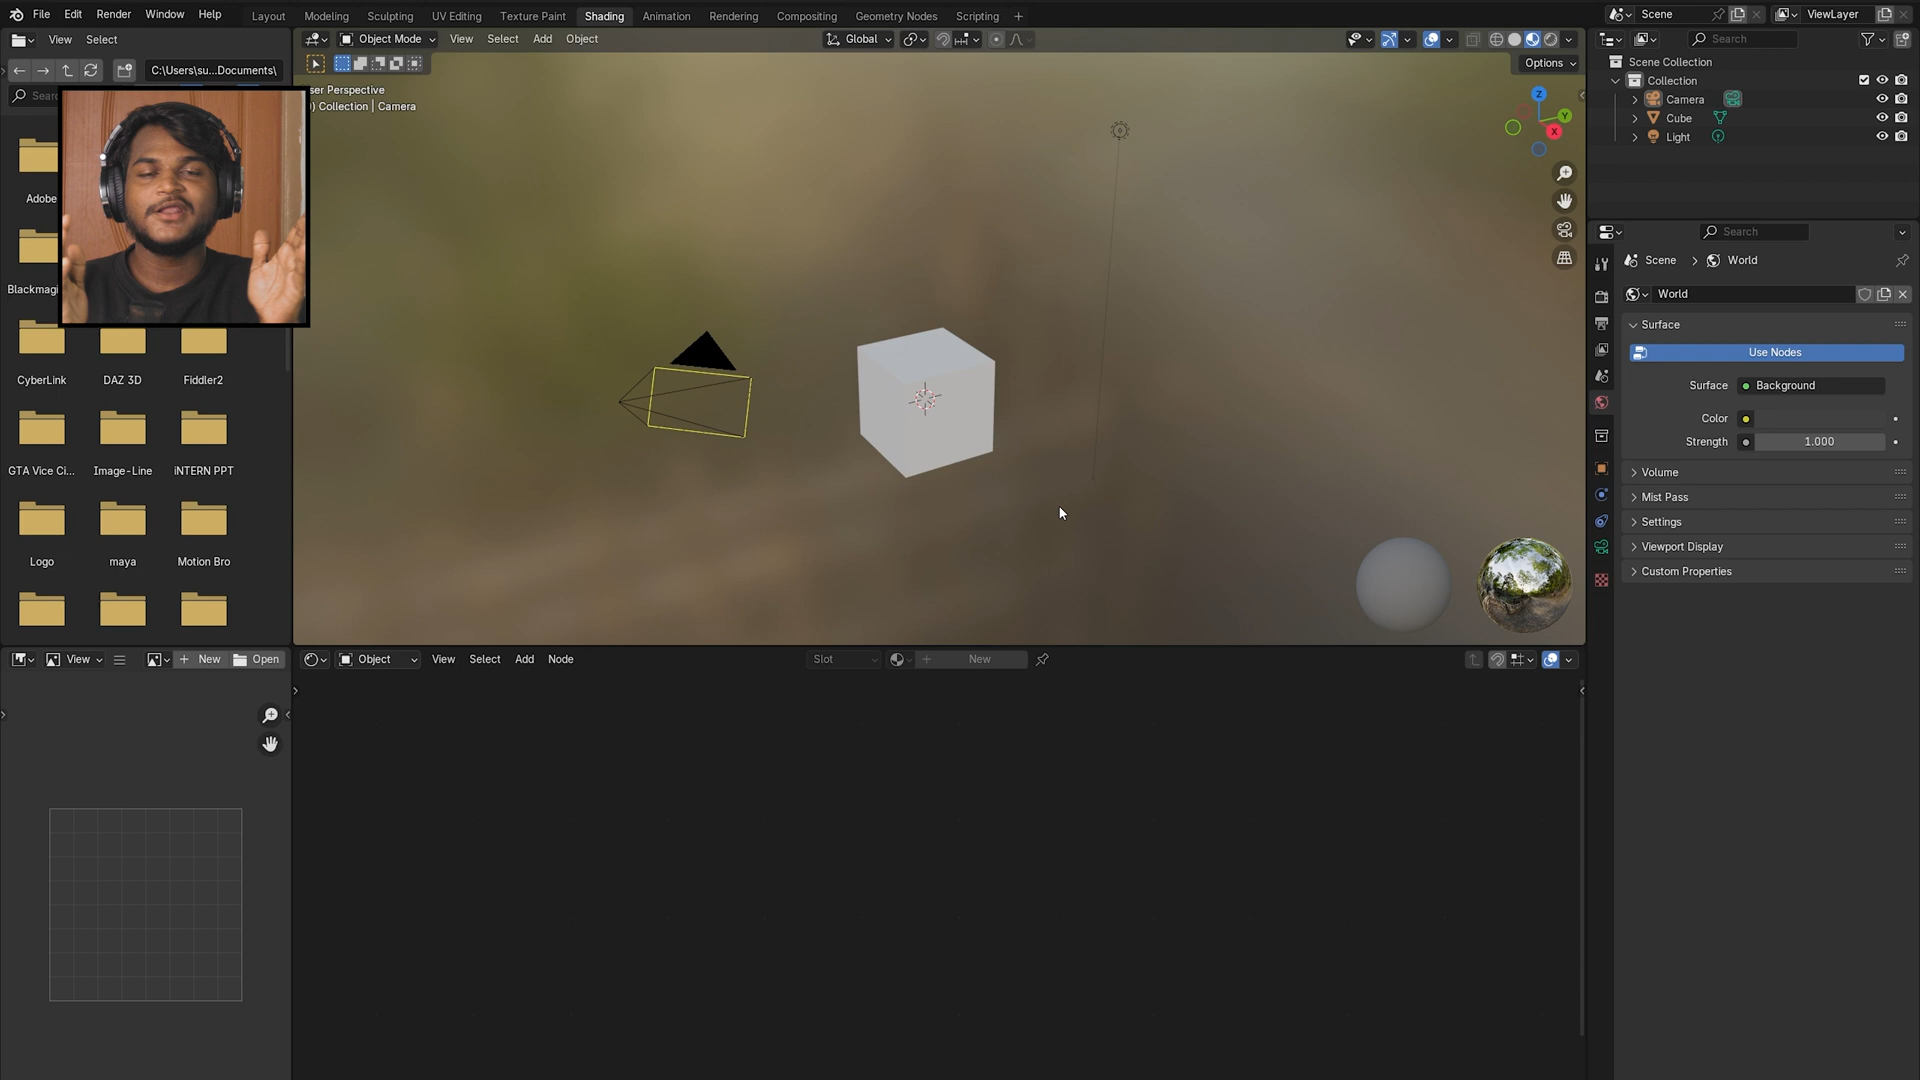 File Edit Render Window Help
Layout Modeling Sculpting UV Editing Texture Paint Shading Animation Rendering Compositing Geometry Nodes Scripting +
Scene
ViewLayer
View Select
C:\Users\su...Documents\
Sear
Adobe
Blackmagi
CyberLink DAZ 3D Fiddler2
GTA Vice Ci... Image-Line iNTERN PPT
Logo maya Motion Bro
Object Mode View Select Add Object
Global
Options
ser Perspective
) Collection | Camera
Z
Y
X
Search
Scene Collection
Collection
Camera
Cube
Light
Search
Scene > World
World
Surface
Use Nodes
Surface Background
Color
Strength 1.000
Volume
Mist Pass
Settings
Viewport Display
Custom Properties
View + New Open
Object View Select Add Node
Slot + New